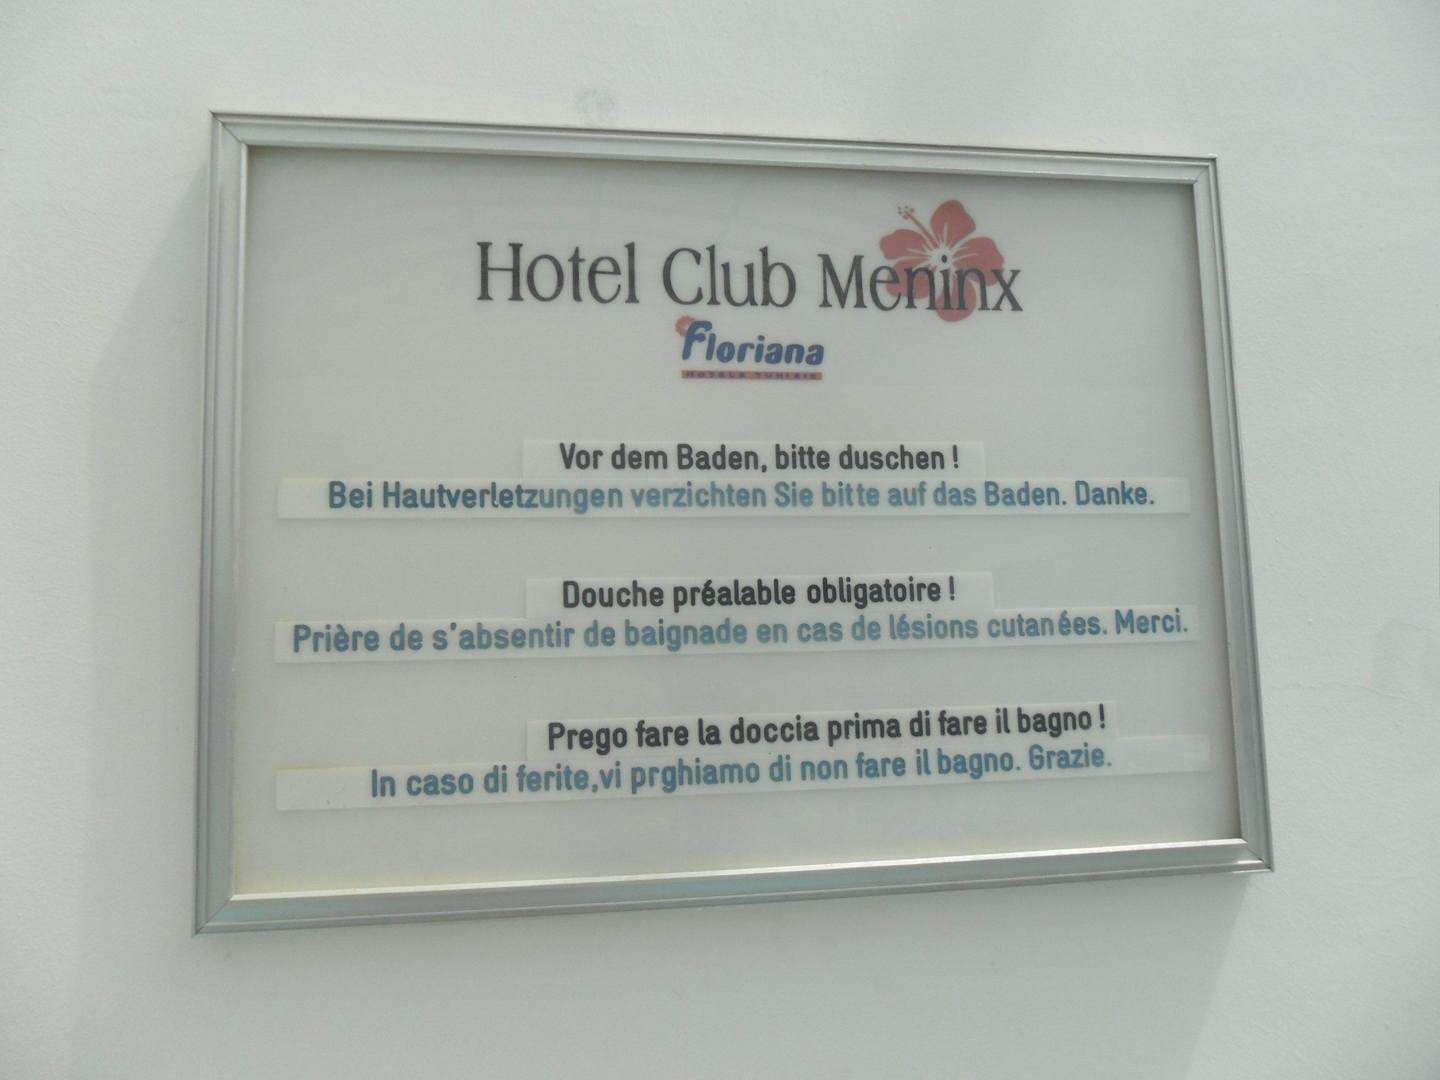 Hotel Club Meninx
Floriana
HOTELS TUNISIE
Vor dem Baden, bitte duschen !
Bei Hautverletzungen verzichten Sie bitte auf das Baden. Danke.
Douche préalable obligatoire !
Prière de s'absentir de baignade en cas de lésions cutanées. Merci.
Prego fare la doccia prima di fare il bagno !
In caso di ferite,vi prghiamo di non fare il bagno. Grazie.